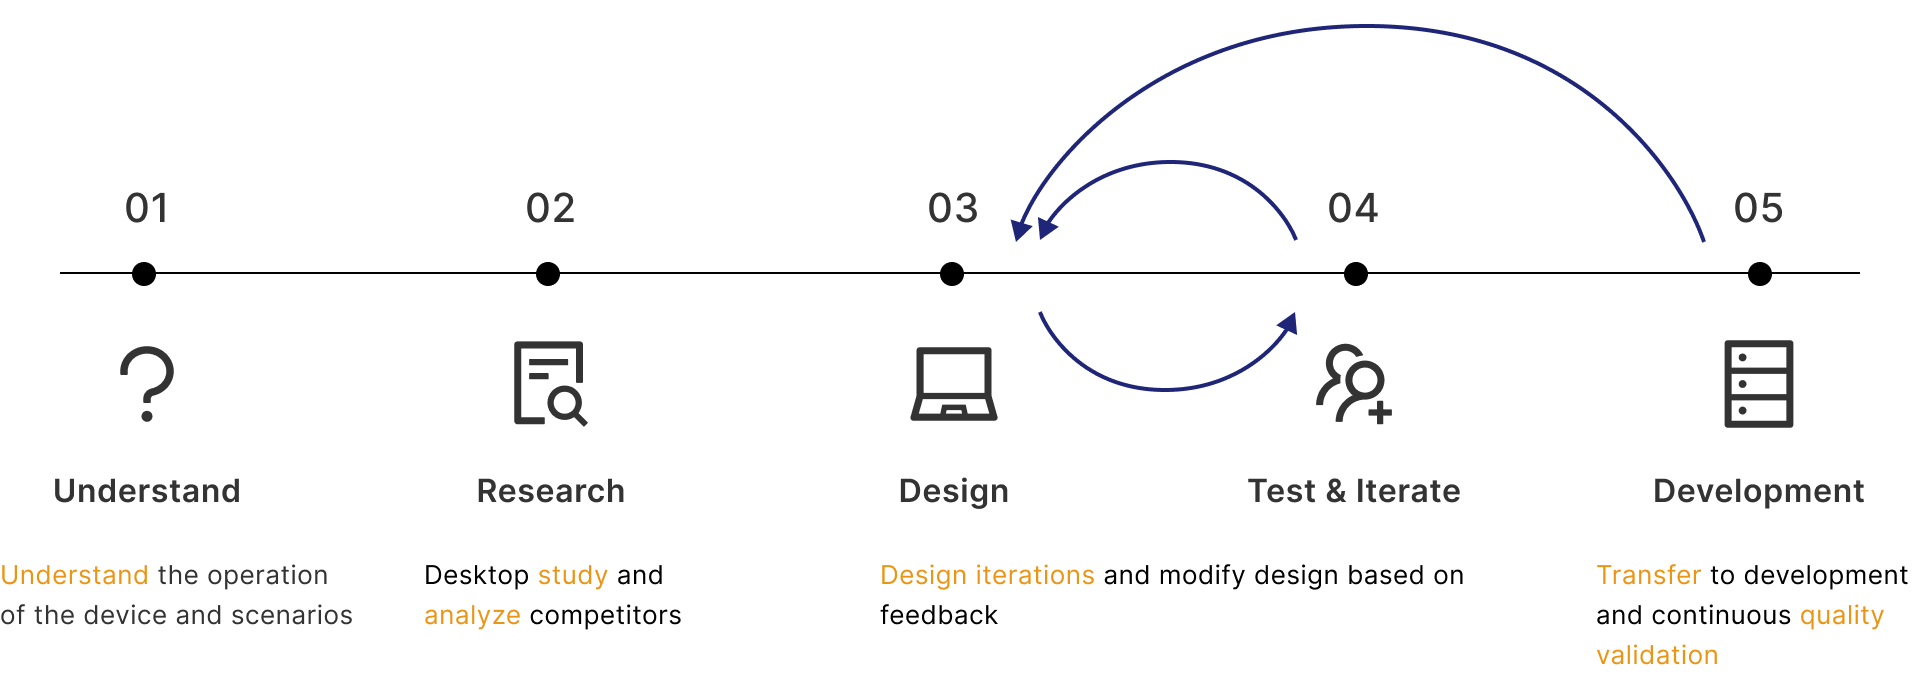 01
02
03
04
05
Understand
Research
Design
Test & Iterate
Development
Understand the operation
of the device and scenarios
Desktop study and
analyze competitors
Design iterations and modify design based on
feedback
Transfer to development
and continuous quality
validation